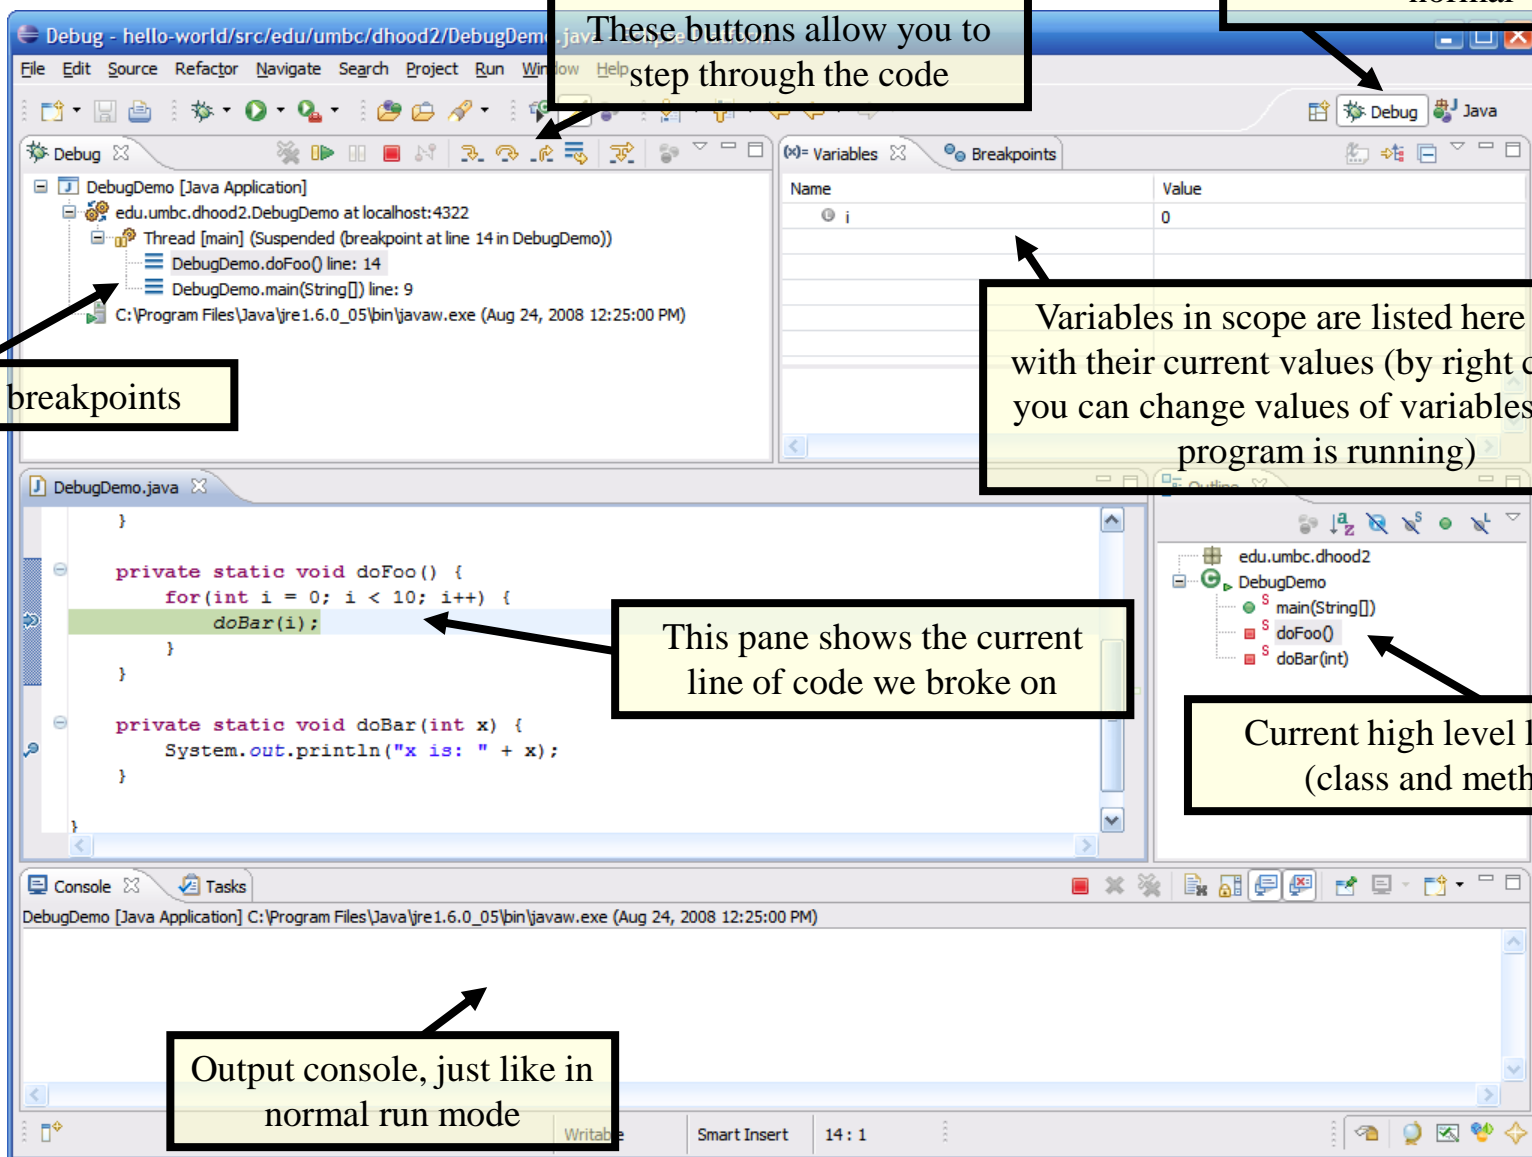 normal
Debug - hello-world/src/edu/umbc/dhood2/DebugDemo.java - Eclipse Platform
These buttons allow you to
step through the code
File Edit Source Refactor Navigate Search Project Run Window Help
Debug Java
Debug
(x)= Variables Breakpoints
DebugDemo [Java Application]
edu.umbc.dhood2.DebugDemo at localhost:4322
Thread [main] (Suspended (breakpoint at line 14 in DebugDemo))
DebugDemo.doFoo() line: 14
DebugDemo.main(String[]) line: 9
C:\Program Files\Java\jre1.6.0_05\bin\javaw.exe (Aug 24, 2008 12:25:00 PM)
Name Value
i 0
breakpoints
Variables in scope are listed here
with their current values (by right
you can change values of variables
program is running)
DebugDemo.java
}
private static void doFoo() {
for(int i = 0; i < 10; i++) {
doBar(i);
}
}
private static void doBar(int x) {
System.out.println("x is: " + x);
}
}
This pane shows the current
line of code we broke on
Outline
edu.umbc.dhood2
DebugDemo
main(String[])
doFoo()
doBar(int)
Current high level
(class and meth
Console Tasks
DebugDemo [Java Application] C:\Program Files\Java\jre1.6.0_05\bin\javaw.exe (Aug 24, 2008 12:25:00 PM)
Output console, just like in
normal run mode
Writable Smart Insert 14 : 1